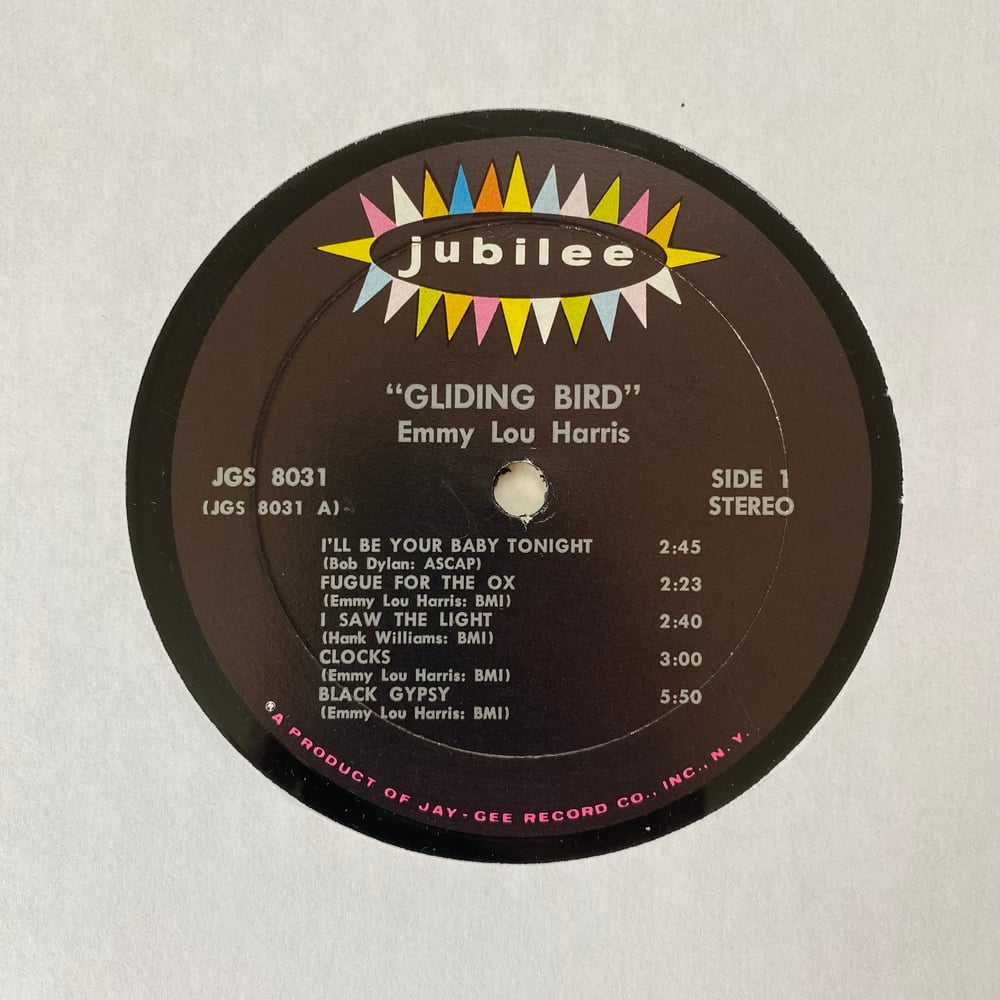 jubilee
"GLIDING BIRD"
Emmy Lou Harris
JGS 8031
(JGS 8031 A)
SIDE 1
STEREO
I'LL BE YOUR BABY TONIGHT 2:45
(Bob Dylan: ASCAP)
FUGUE FOR THE OX 2:23
(Emmy Lou Harris: BMI)
I SAW THE LIGHT 2:40
(Hank Williams: BMI)
CLOCKS 3:00
(Emmy Lou Harris: BMI)
BLACK GYPSY 5:50
(Emmy Lou Harris: BMI)
®A PRODUCT OF JAY-GEE RECORD CO., INC., N. Y.